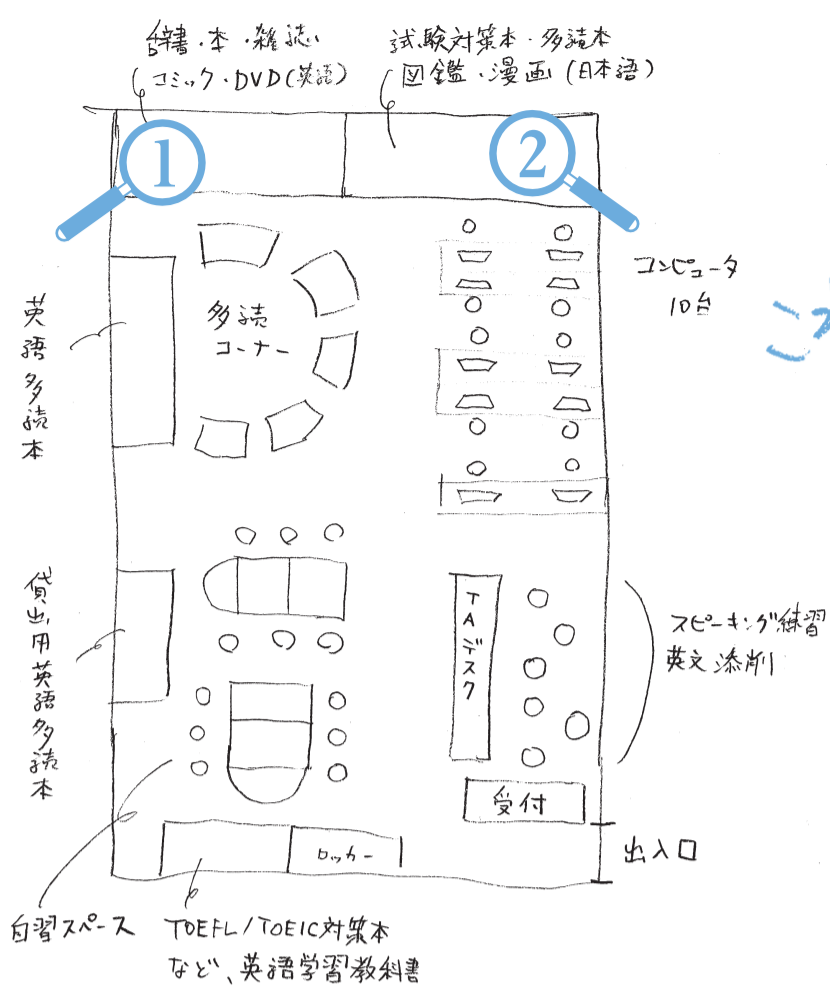 辞書・本・雑誌
コミック・DVD(英語)
試験対策本・多読本
図鑑・漫画(日本語)
1
2
コンピュータ
10台
英語多読本
多読
コーナー
貸出用英語多読本
TAデスク
スピーキング練習
英文添削
受付
出入口
ロッカー
自習スペース
TOEFL/TOEIC対策本
など、英語学習教科書